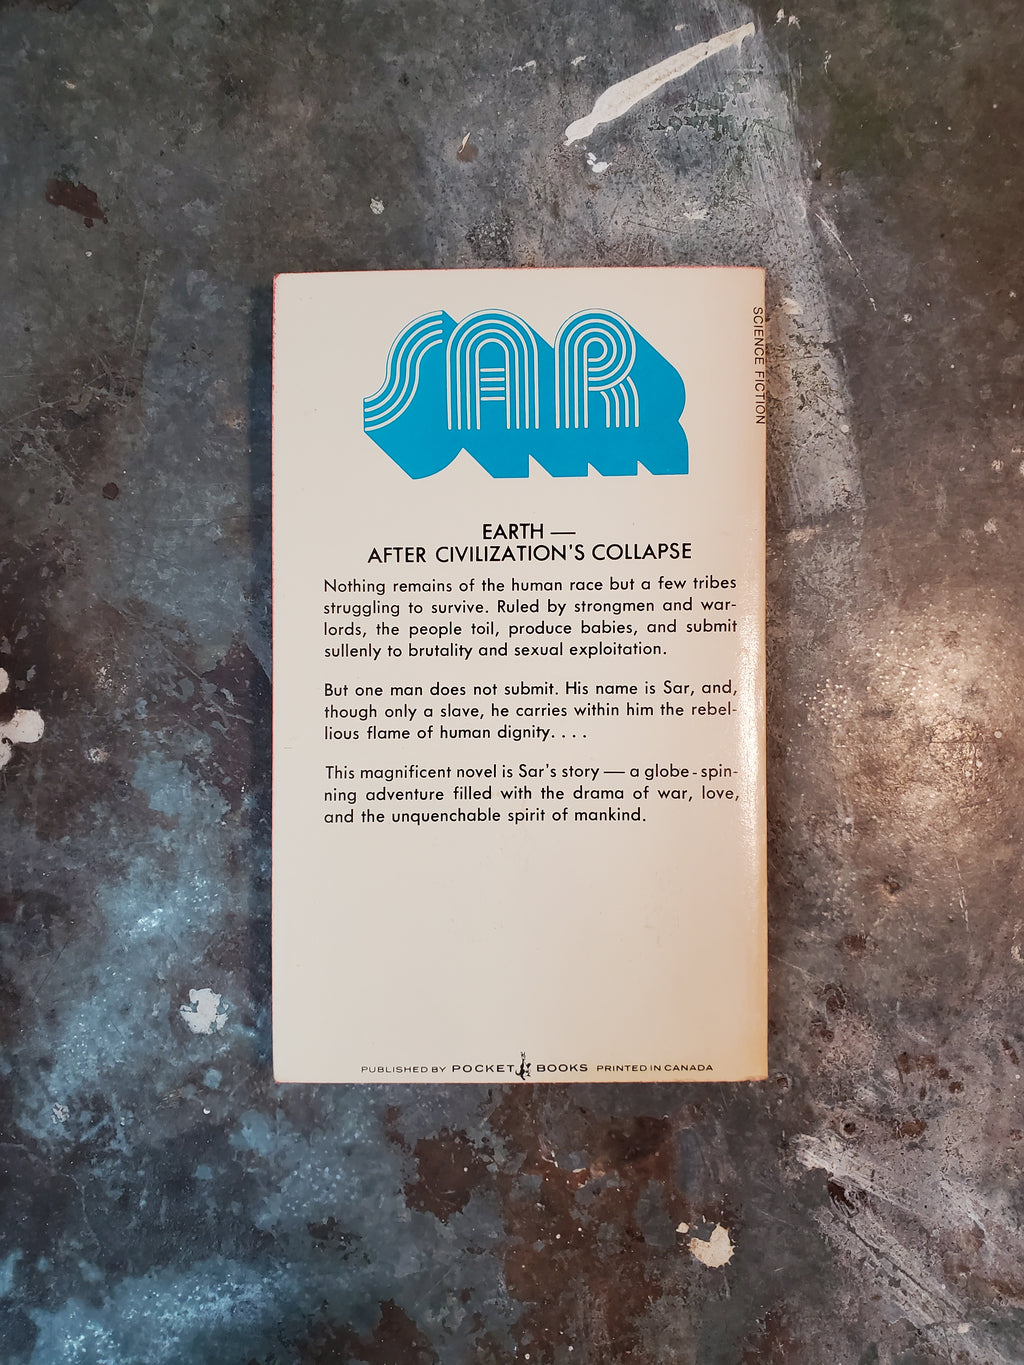 SAR
SCIENCE FICTION
EARTH —
AFTER CIVILIZATION'S COLLAPSE
Nothing remains of the human race but a few tribes
struggling to survive. Ruled by strongmen and war-
lords, the people toil, produce babies, and submit
sullenly to brutality and sexual exploitation.
But one man does not submit. His name is Sar, and,
though only a slave, he carries within him the rebel-
lious flame of human dignity. . . .
This magnificent novel is Sar's story — a globe-spin-
ning adventure filled with the drama of war, love,
and the unquenchable spirit of mankind.
PUBLISHED BY POCKET BOOKS PRINTED IN CANADA